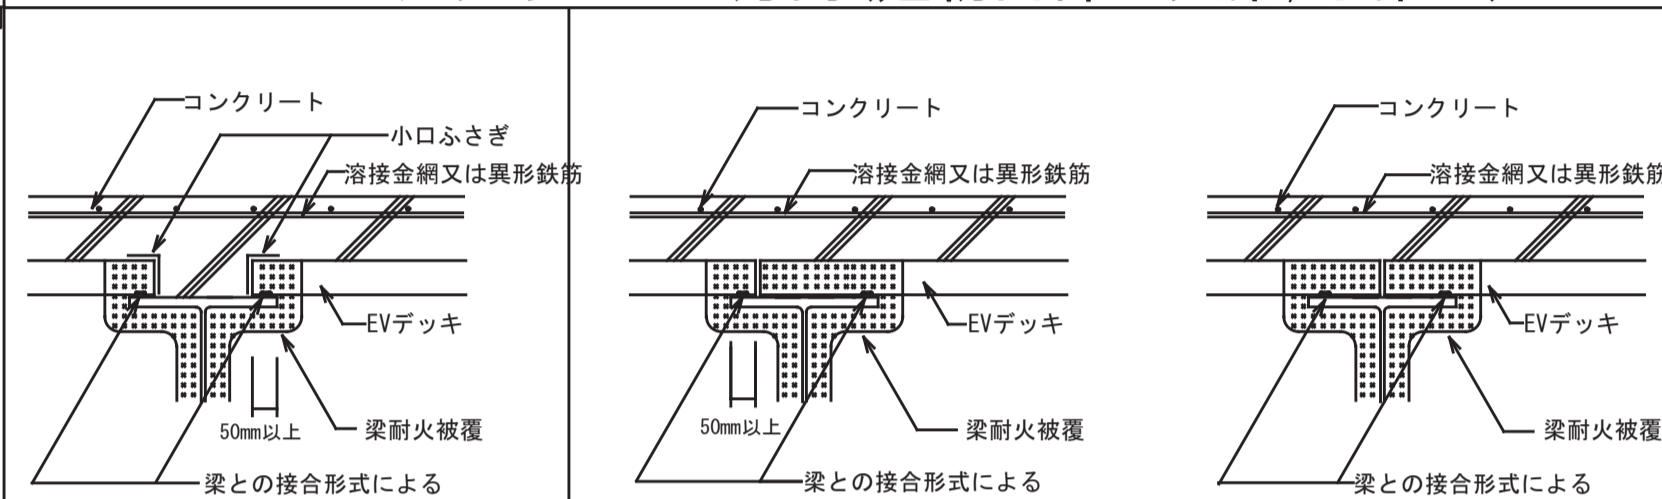 コンクリート
小口ふさぎ
溶接金網又は異形鉄筋
EVデッキ
50mm以上
梁耐火被覆
梁との接合形式による
コンクリート
溶接金網又は異形鉄筋
EVデッキ
50mm以上
梁耐火被覆
梁との接合形式による
コンクリート
溶接金網又は異形鉄筋
EVデッキ
梁耐火被覆
梁との接合形式による